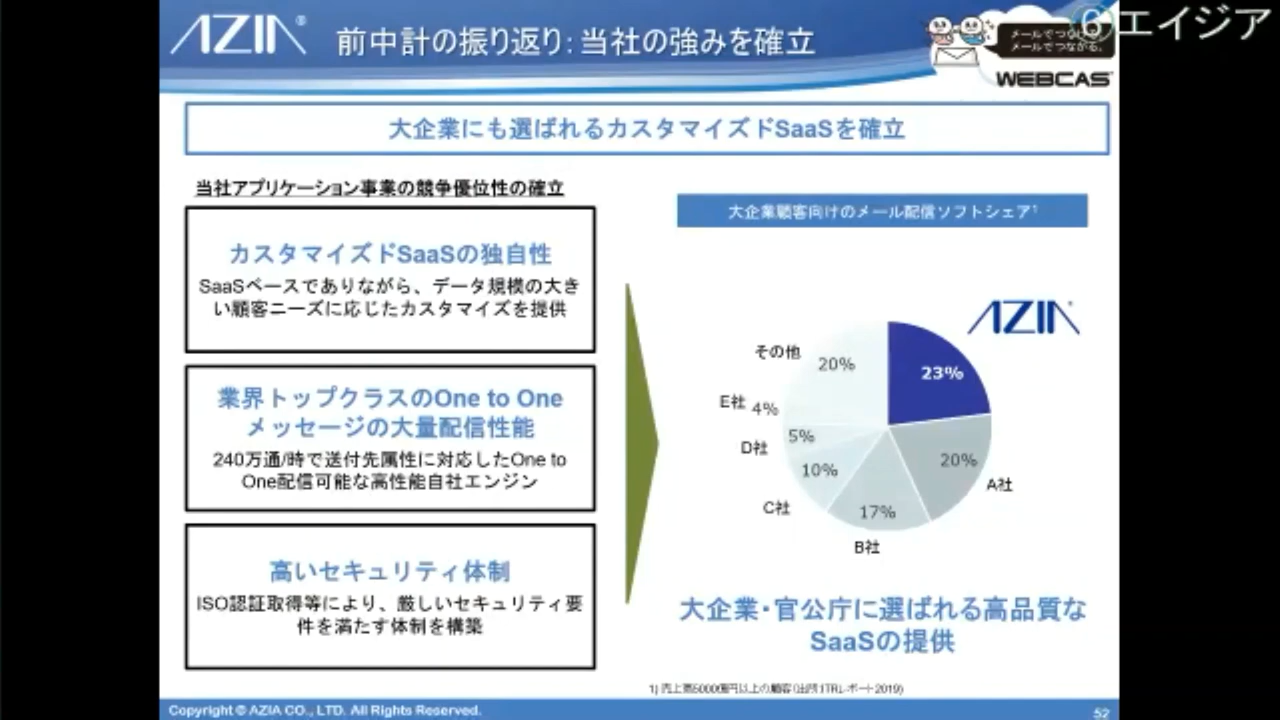 AZIA®
前中計の振り返り：当社の強みを確立
メールでつ
メールでつながる。
WEBCAS
⑥エイジア
大企業にも選ばれるカスタマイズドSaaSを確立
当社アプリケーション事業の競争優位性の確立
カスタマイズドSaaSの独自性
SaaSベースでありながら、データ規模の大き
い顧客ニーズに応じたカスタマイズを提供
業界トップクラスのOne to One
メッセージの大量配信性能
240万通/時で送付先属性に対応したOne to
One配信可能な高性能自社エンジン
高いセキュリティ体制
ISO認証取得等により、厳しいセキュリティ要
件を満たす体制を構築
大企業顧客向けのメール配信ソフトシェア¹
AZIA
23%
20%
A社
17%
B社
10%
C社
5%
D社
4%
E社
20%
その他
大企業・官公庁に選ばれる高品質な
SaaSの提供
1) 売上高5000億円以上の顧客（出所 ITRレポート2019）
Copyright © AZIA CO., LTD. All Rights Reserved.
52